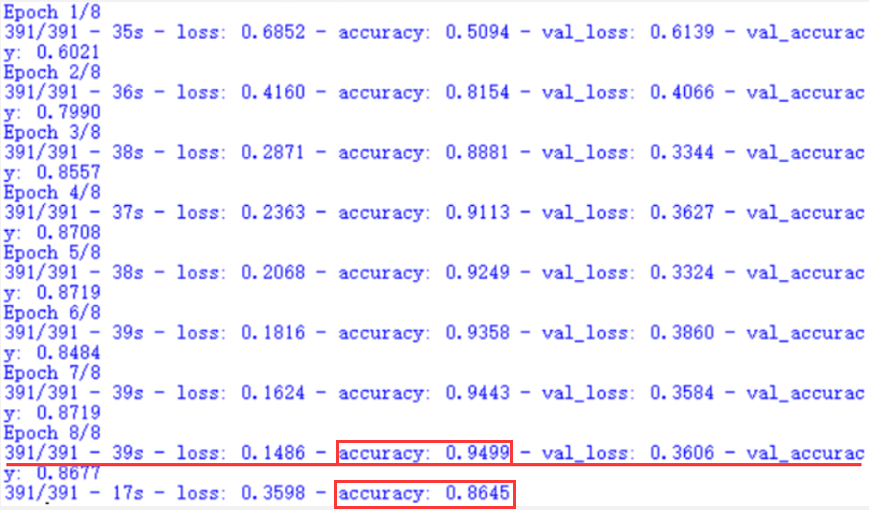 Epoch 1/8
391/391 - 35s - loss: 0.6852 - accuracy: 0.5094 - val_loss: 0.6139 - val_accurac
y: 0.6021
Epoch 2/8
391/391 - 36s - loss: 0.4160 - accuracy: 0.8154 - val_loss: 0.4066 - val_accurac
y: 0.7990
Epoch 3/8
391/391 - 38s - loss: 0.2871 - accuracy: 0.8881 - val_loss: 0.3344 - val_accurac
y: 0.8557
Epoch 4/8
391/391 - 37s - loss: 0.2363 - accuracy: 0.9113 - val_loss: 0.3627 - val_accurac
y: 0.8708
Epoch 5/8
391/391 - 38s - loss: 0.2068 - accuracy: 0.9249 - val_loss: 0.3324 - val_accurac
y: 0.8719
Epoch 6/8
391/391 - 39s - loss: 0.1816 - accuracy: 0.9358 - val_loss: 0.3860 - val_accurac
y: 0.8484
Epoch 7/8
391/391 - 39s - loss: 0.1624 - accuracy: 0.9443 - val_loss: 0.3584 - val_accurac
y: 0.8719
Epoch 8/8
391/391 - 39s - loss: 0.1486 - accuracy: 0.9499 - val_loss: 0.3606 - val_accurac
y: 0.8677
391/391 - 17s - loss: 0.3598 - accuracy: 0.8645